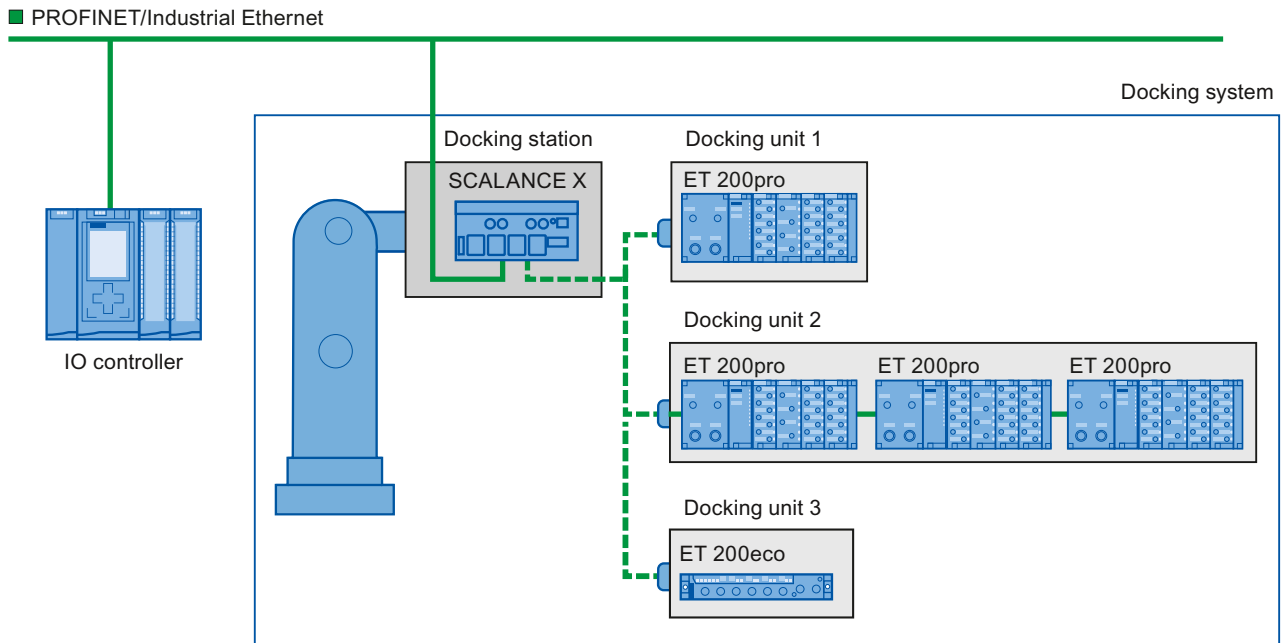 PROFINET/Industrial Ethernet
Docking system
Docking station
Docking unit 1
SCALANCE X
ET 200pro
IO controller
Docking unit 2
ET 200pro
ET 200pro
ET 200pro
Docking unit 3
ET 200eco